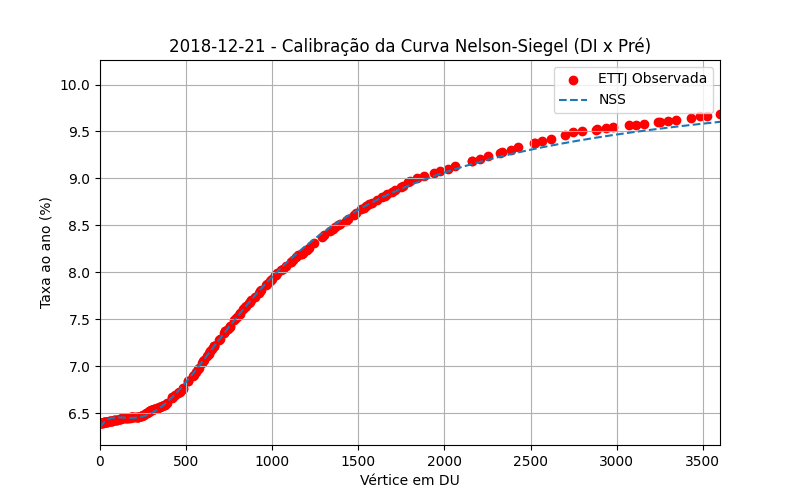 2018-12-21 - Calibração da Curva Nelson-Siegel (DI x Pré)
ETTJ Observada
NSS
Taxa ao ano (%)
10.0
9.5
9.0
8.5
8.0
7.5
7.0
6.5
0 500 1000 1500 2000 2500 3000 3500
Vértice em DU